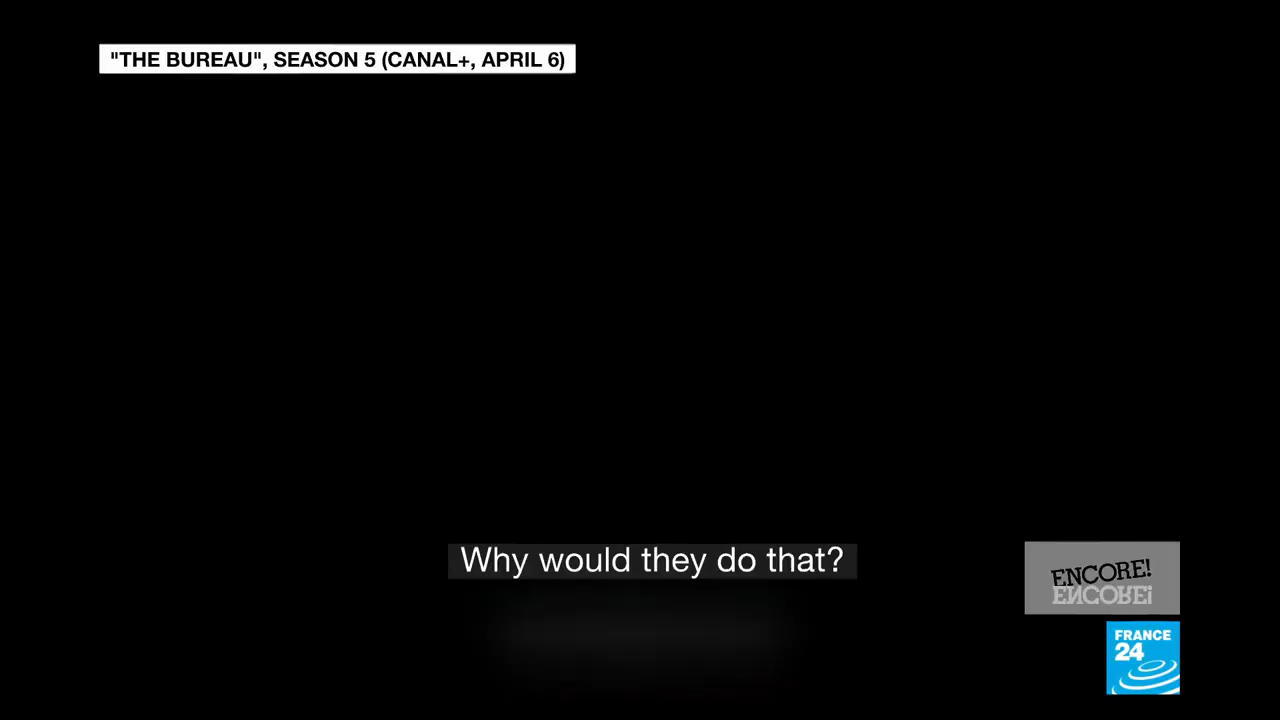 "THE BUREAU", SEASON 5 (CANAL+, APRIL 6)
Why would they do that?
ENCORE!
ENCORE!
FRANCE
24